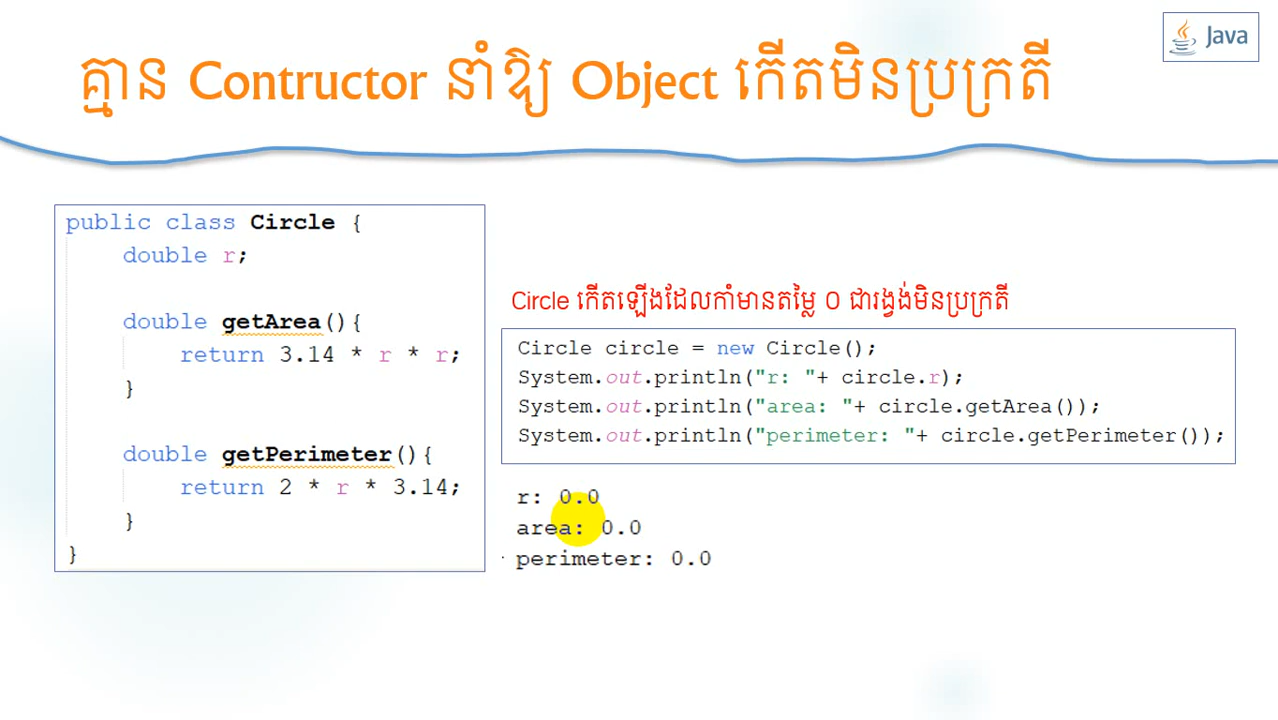 Java
គ្មាន Contructor នាំឱ្យ Object កើតមិនប្រក្រតី
public class Circle {
double r;
double getArea(){
return 3.14 * r * r;
}
double getPerimeter(){
return 2 * r * 3.14;
}
}
Circle កើតឡើងដែលកាំមានតម្លៃ 0 ជារង្វង់មិនប្រក្រតី
Circle circle = new Circle();
System.out.println("r: "+ circle.r);
System.out.println("area: "+ circle.getArea());
System.out.println("perimeter: "+ circle.getPerimeter());
r: 0.0
area: 0.0
perimeter: 0.0